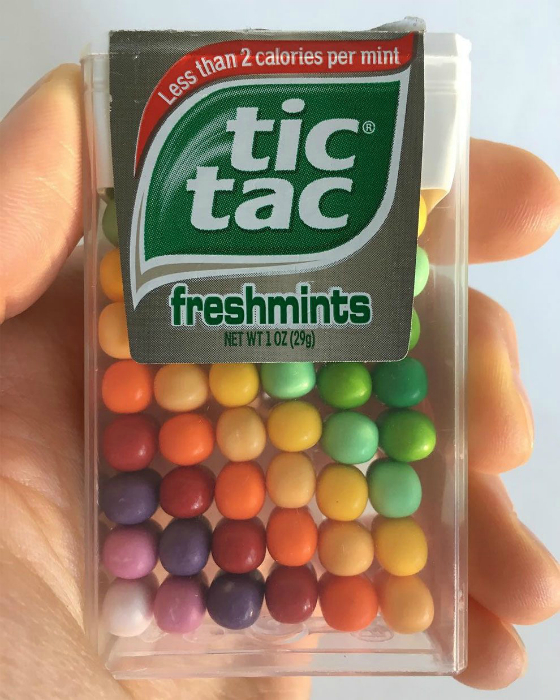 Less than 2 calories per mint
tic®
tac
freshmints
NET WT 1 OZ (29g)